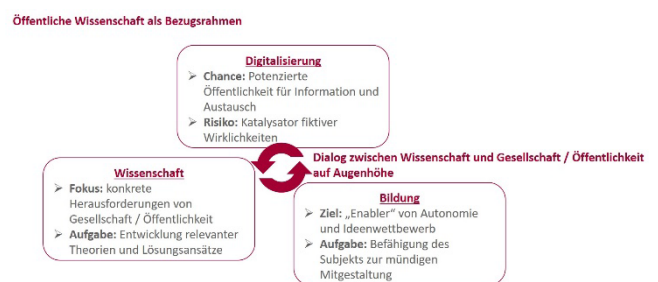 Öffentliche Wissenschaft als Bezugsrahmen
Digitalisierung
➢ Chance: Potenzierte
Öffentlichkeit für Information und
Austausch
➢ Risiko: Katalysator fiktiver
Wirklichkeiten
Dialog zwischen Wissenschaft und Gesellschaft / Öffentlichkeit
auf Augenhöhe
Wissenschaft
➢ Fokus: konkrete
Herausforderungen von
Gesellschaft / Öffentlichkeit
➢ Aufgabe: Entwicklung relevanter
Theorien und Lösungsansätze
Bildung
➢ Ziel: „Enabler“ von Autonomie
und Ideenwettbewerb
➢ Aufgabe: Befähigung des
Subjekts zur mündigen
Mitgestaltung